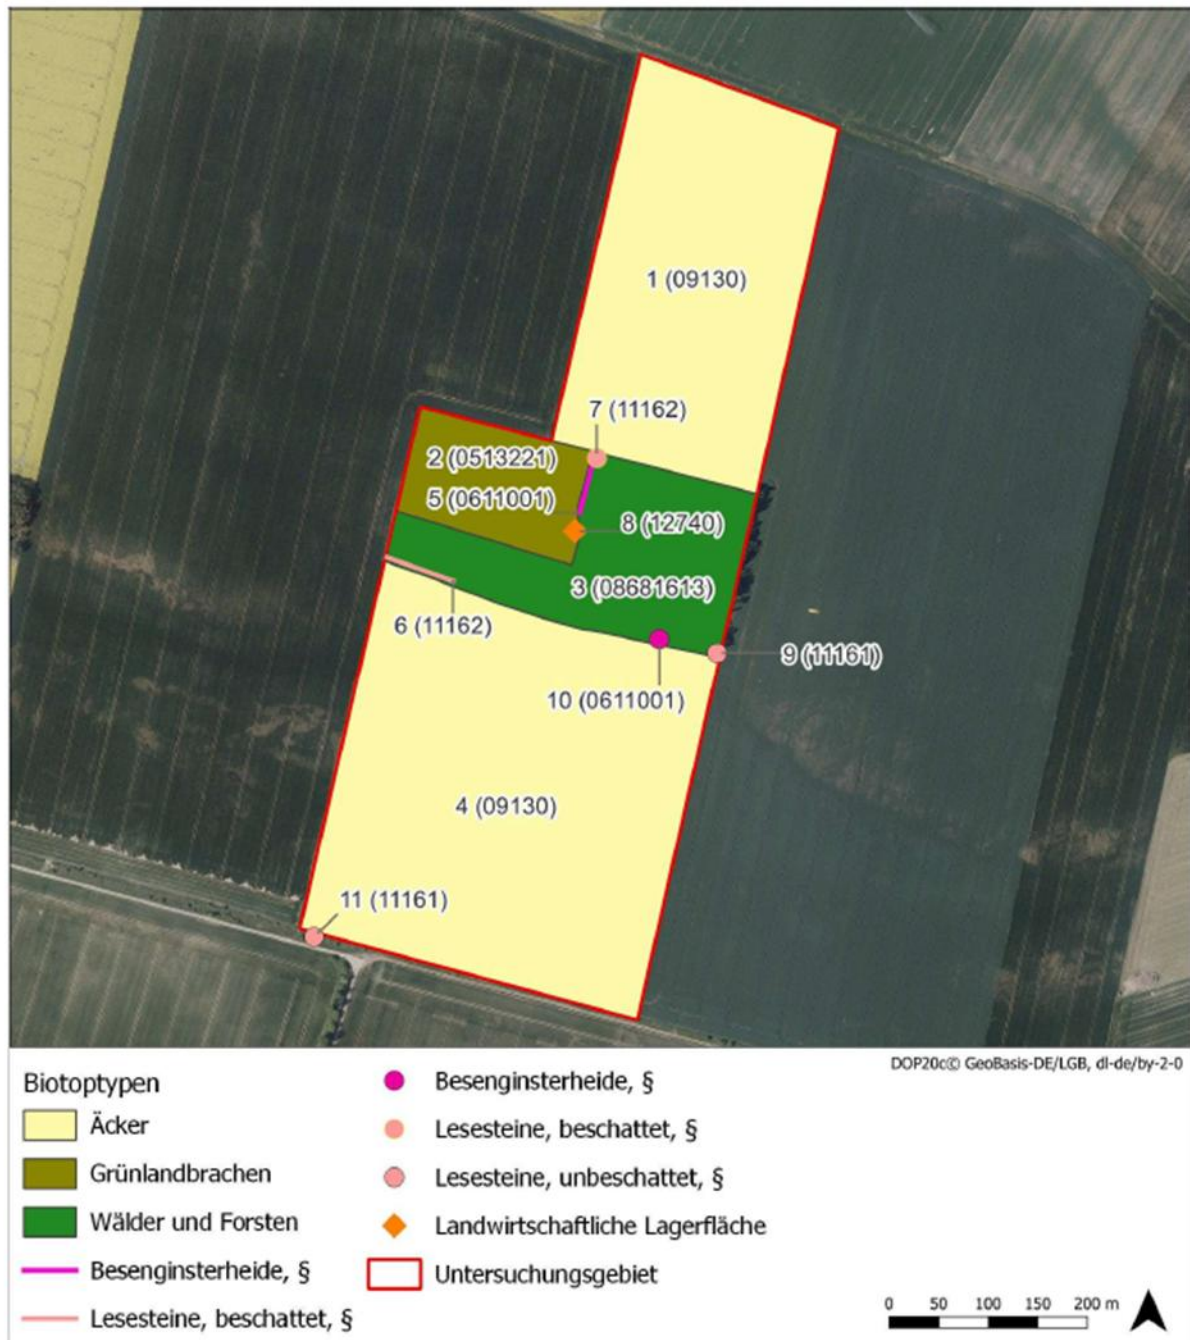 1 (09130)
7 (11162)
2 (0513221)
5 (0611001)
8 (12740)
3 (08681613)
6 (11162)
9 (11161)
10 (0611001)
4 (09130)
11 (11161)
DOP20c© GeoBasis-DE/LGB, dl-de/by-2-0
Biotoptypen
Äcker
Grünlandbrachen
Wälder und Forsten
Besenginsterheide, §
Lesesteine, beschattet, §
Besenginsterheide, §
Lesesteine, beschattet, §
Lesesteine, unbeschattet, §
Landwirtschaftliche Lagerfläche
Untersuchungsgebiet
0 50 100 150 200 m